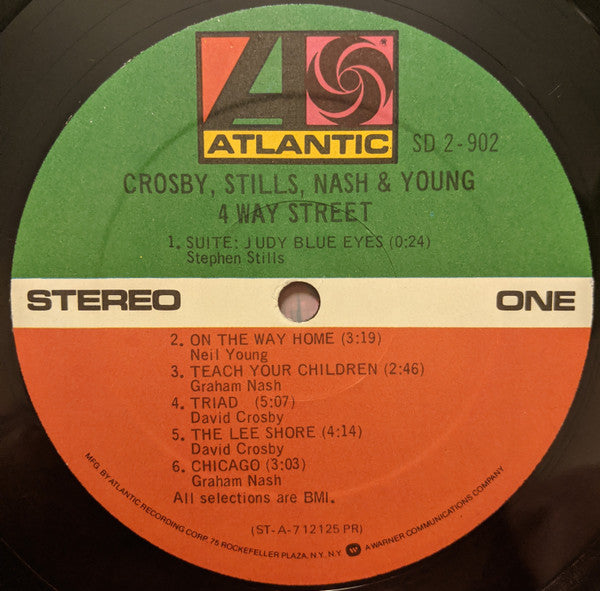 ATLANTIC
SD 2-902
CROSBY, STILLS, NASH & YOUNG
4 WAY STREET
1. SUITE: JUDY BLUE EYES (0:24)
Stephen Stills
STEREO
ONE
2. ON THE WAY HOME (3:19)
Neil Young
3. TEACH YOUR CHILDREN (2:46)
Graham Nash
4. TRIAD (5:07)
David Crosby
5. THE LEE SHORE (4:14)
David Crosby
6. CHICAGO (3:03)
Graham Nash
All selections are BMI.
(ST-A-712125 PR)
MFG. BY ATLANTIC RECORDING CORP. 75 ROCKEFELLER PLAZA, N.Y. N.Y. W A WARNER COMMUNICATIONS COMPANY